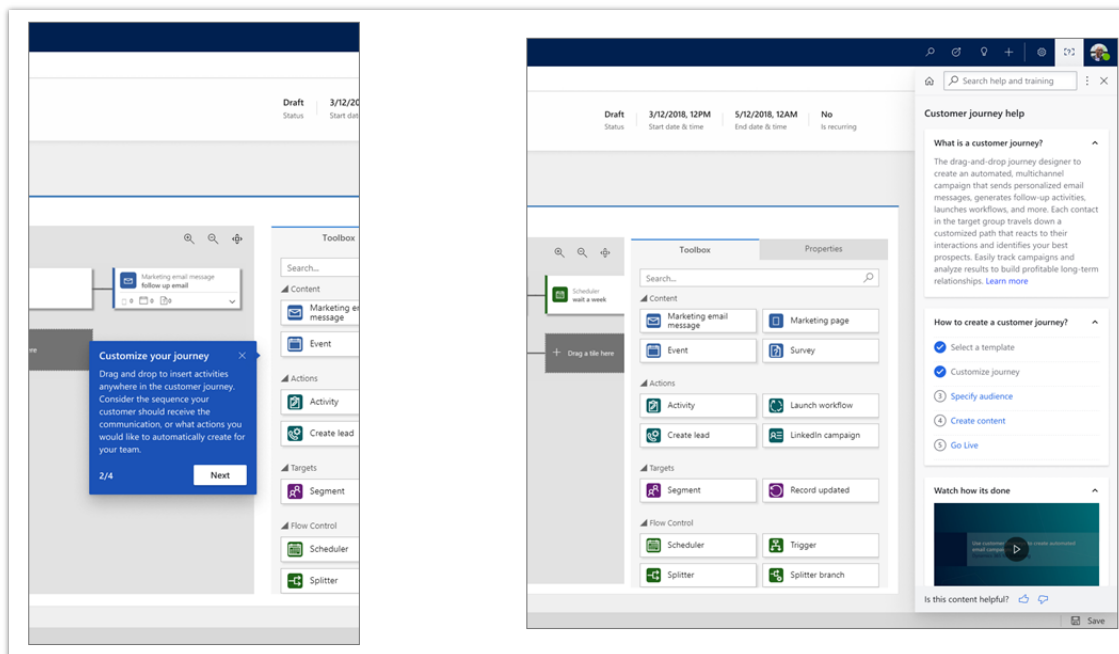 Draft
Status
3/12/20
Start dat
Toolbox
Search...
Content
Marketing em
message
Event
Actions
Activity
Create lead
Targets
Segment
Flow Control
Scheduler
Splitter
Marketing email message
follow up email
0 0 0
ere
Customize your journey
Drag and drop to insert activities
anywhere in the customer journey.
Consider the sequence your
customer should receive the
communication, or what actions you
would like to automatically create for
your team.
2/4
Next
Draft
Status
3/12/2018, 12PM
Start date & time
5/12/2018, 12AM
End date & time
No
Is recurring
Scheduler
wait a week
Drag a tile here
Toolbox
Properties
Search...
Content
Marketing email
message
Marketing page
Event
Survey
Actions
Activity
Launch workflow
Create lead
LinkedIn campaign
Targets
Segment
Record updated
Flow Control
Scheduler
Trigger
Splitter
Splitter branch
Search help and training
Customer journey help
What is a customer journey?
The drag-and-drop journey designer to
create an automated, multichannel
campaign that sends personalized email
messages, generates follow-up activities,
launches workflows, and more. Each contact
in the target group travels down a
customized path that reacts to their
interactions and identifies your best
prospects. Easily track campaigns and
analyze results to build profitable long-term
relationships. Learn more
How to create a customer journey?
Select a template
Customize journey
3 Specify audience
4 Create content
5 Go Live
Watch how its done
Use customer to create automated
email campa
Is this content helpful?
Save